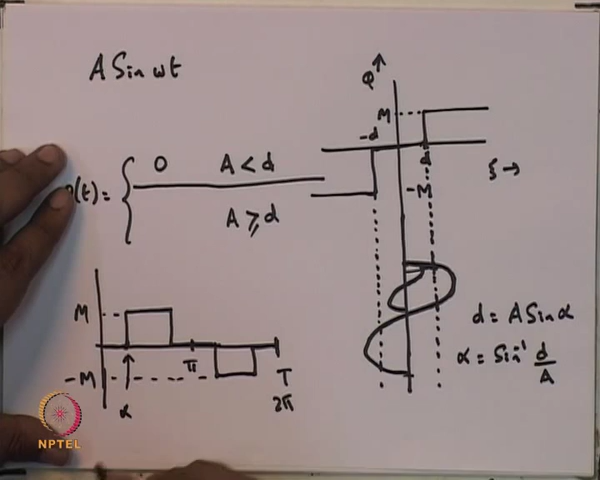 A Sin ωt
φ ↑
M
-d
d
-M
ξ →
(t) = { 0 A < d
A ⩾ d
M
-M
α
π
T
2π
d = A Sin α
α = Sin⁻¹ d/A
NPTEL